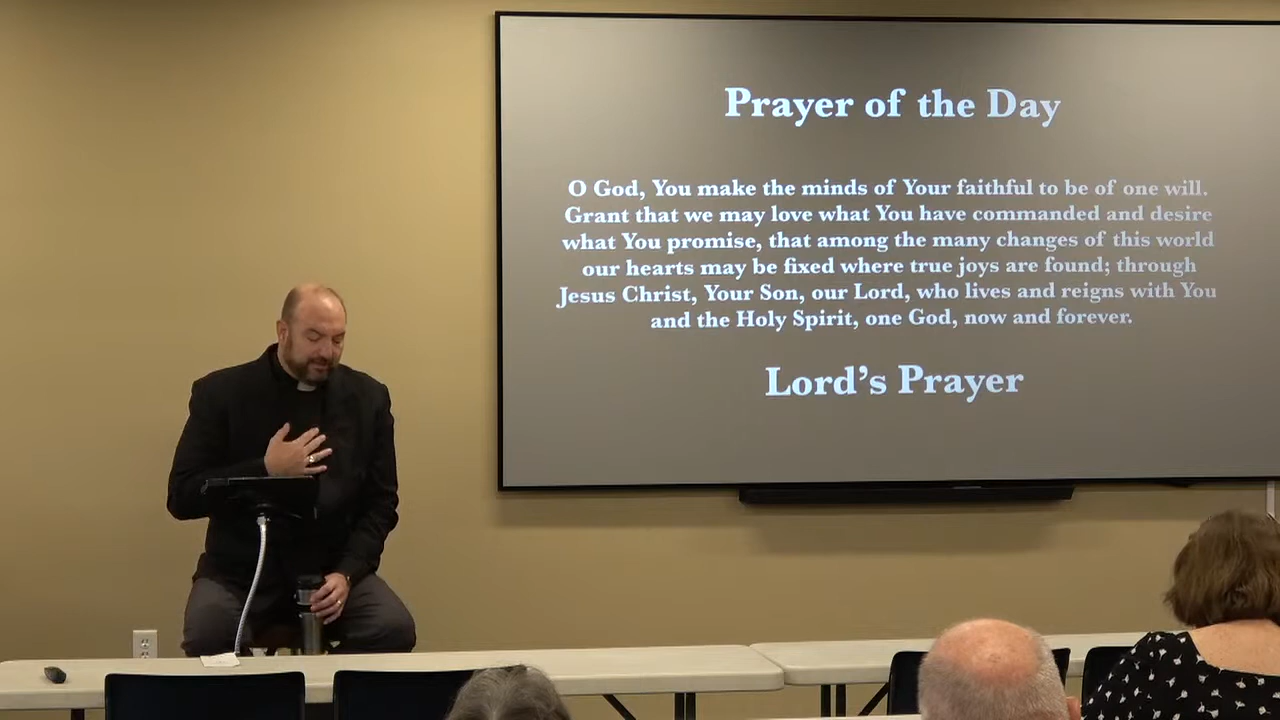 Prayer of the Day
O God, You make the minds of Your faithful to be of one will.
Grant that we may love what You have commanded and desire
what You promise, that among the many changes of this world
our hearts may be fixed where true joys are found; through
Jesus Christ, Your Son, our Lord, who lives and reigns with You
and the Holy Spirit, one God, now and forever.
Lord’s Prayer